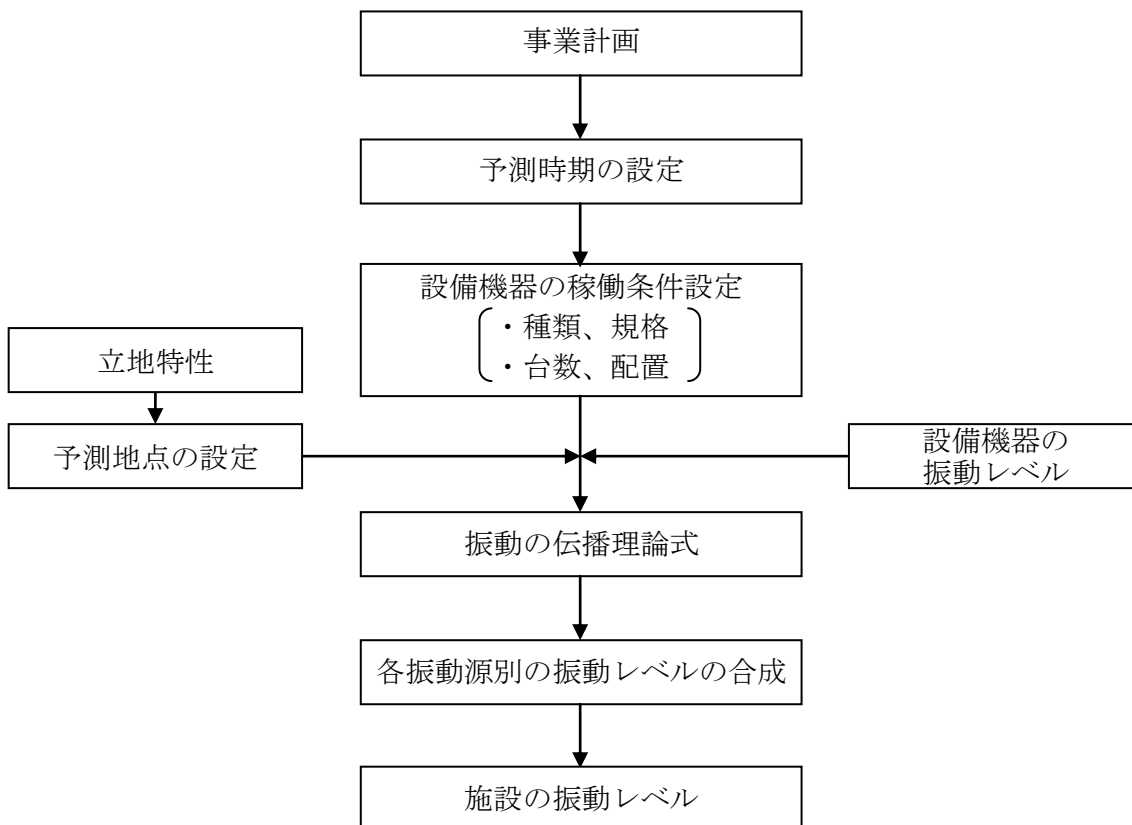 事業計画
予測時期の設定
設備機器の稼働条件設定
・種類、規格
・台数、配置
立地特性
予測地点の設定
設備機器の
振動レベル
振動の伝播理論式
各振動源別の振動レベルの合成
施設の振動レベル